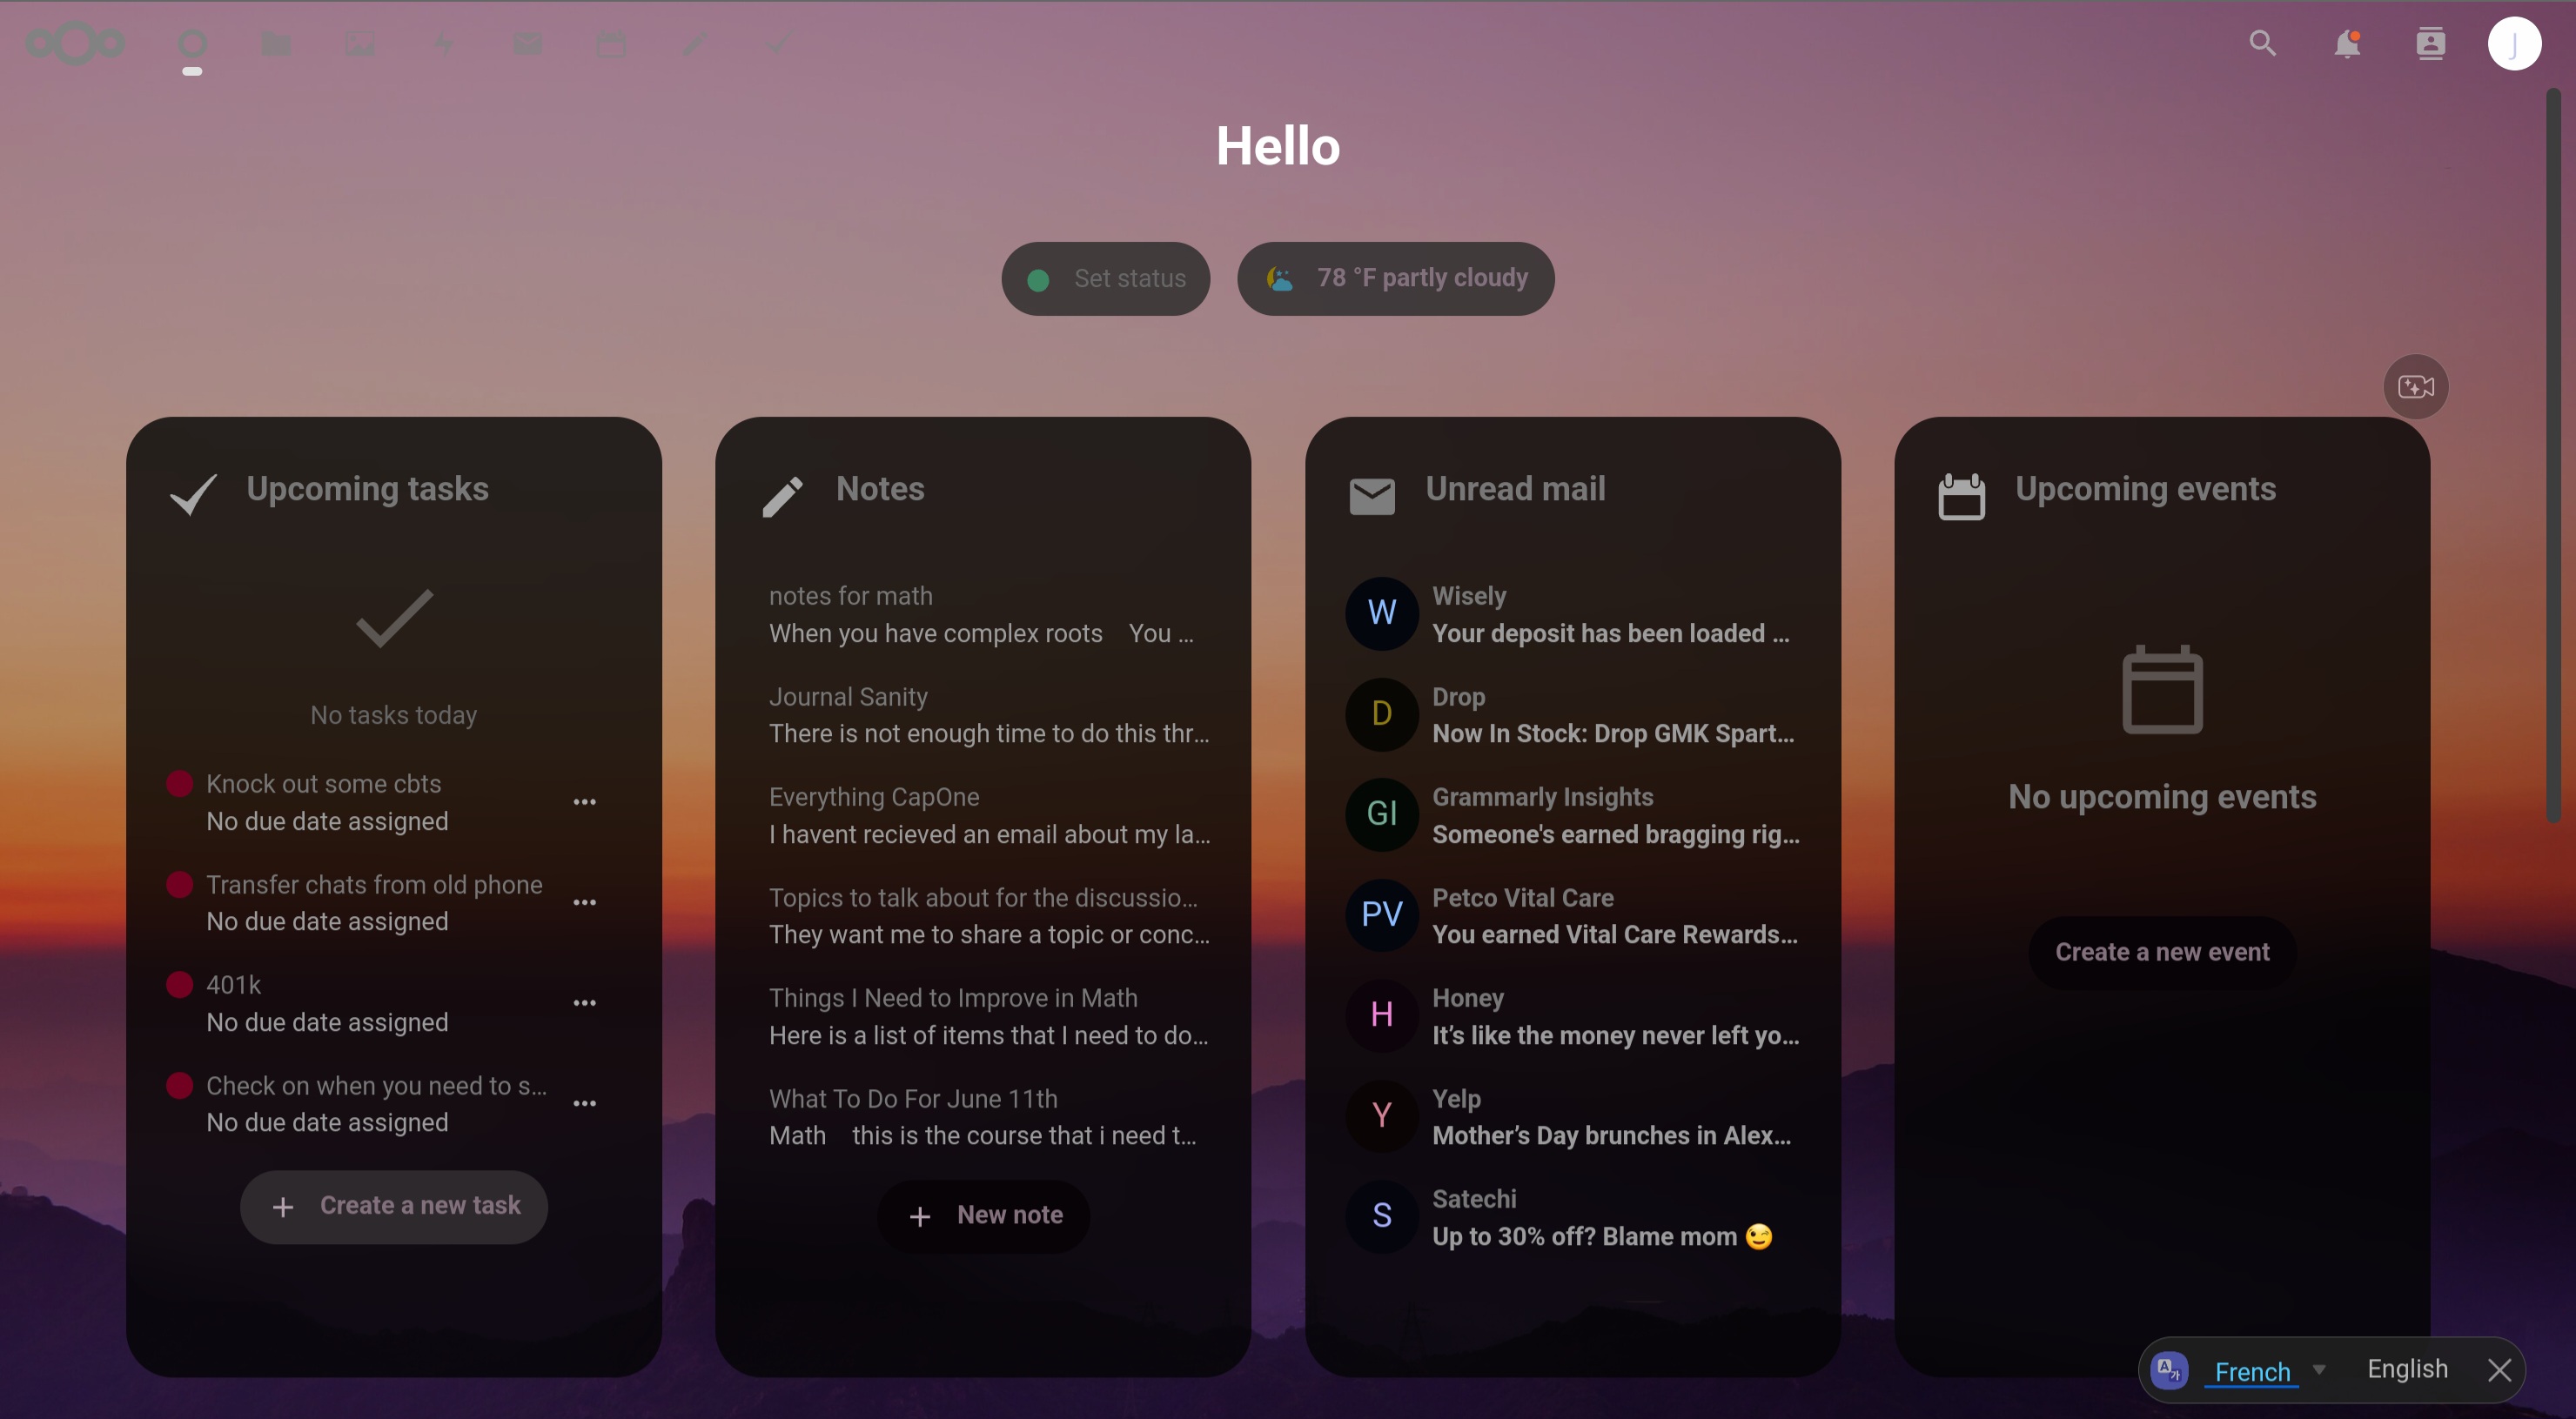 J
Hello
Set status
78 °F partly cloudy
Upcoming tasks
No tasks today
Knock out some cbts
No due date assigned
Transfer chats from old phone
No due date assigned
401k
No due date assigned
Check on when you need to s...
No due date assigned
+ Create a new task
Notes
notes for math
When you have complex roots You ...
Journal Sanity
There is not enough time to do this thr...
Everything CapOne
I havent recieved an email about my la...
Topics to talk about for the discussio...
They want me to share a topic or conc...
Things I Need to Improve in Math
Here is a list of items that I need to do...
What To Do For June 11th
Math this is the course that i need t...
+ New note
Unread mail
W
Wisely
Your deposit has been loaded ...
D
Drop
Now In Stock: Drop GMK Spart...
GI
Grammarly Insights
Someone's earned bragging rig...
PV
Petco Vital Care
You earned Vital Care Rewards...
H
Honey
It’s like the money never left yo...
Y
Yelp
Mother’s Day brunches in Alex...
S
Satechi
Up to 30% off? Blame mom 😉
Upcoming events
No upcoming events
Create a new event
French English